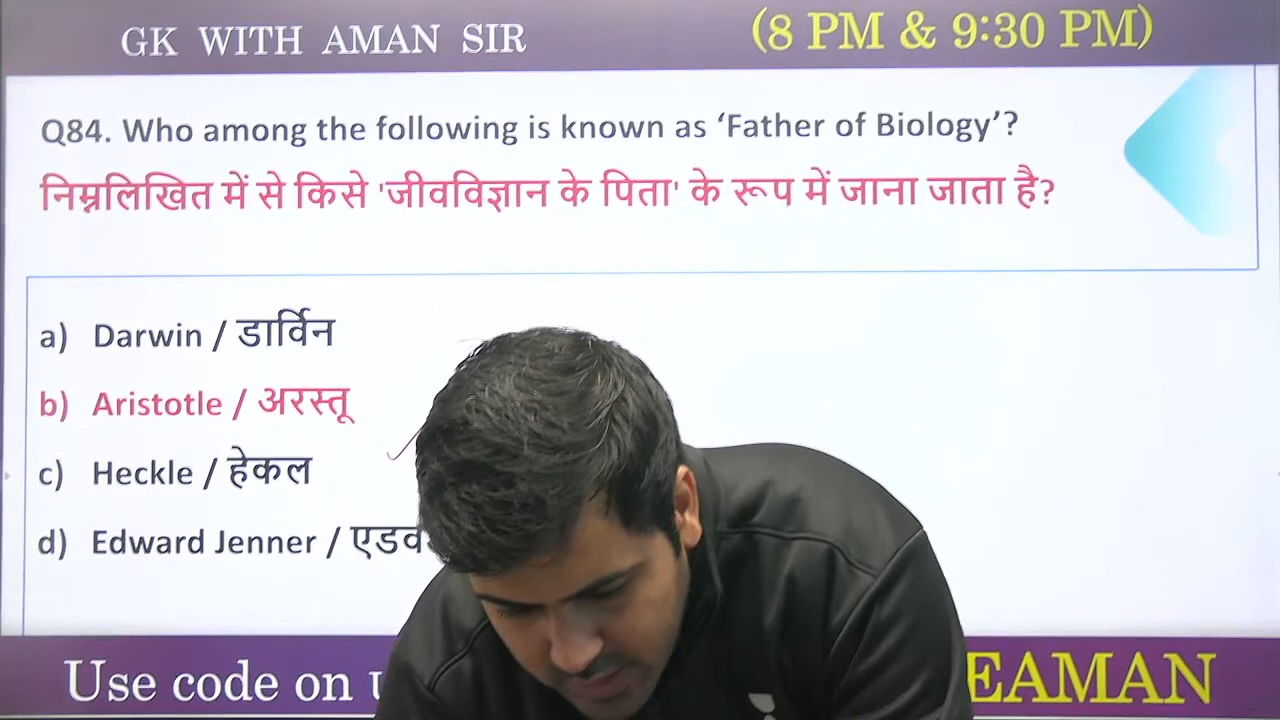 GK WITH AMAN SIR
(8 PM & 9:30 PM)
Q84. Who among the following is known as ‘Father of Biology’?
निम्नलिखित में से किसे 'जीवविज्ञान के पिता' के रूप में जाना जाता है?
a) Darwin / डार्विन
b) Aristotle / अरस्तू
c) Heckle / हेकल
d) Edward Jenner /
Use code on
EAMAN